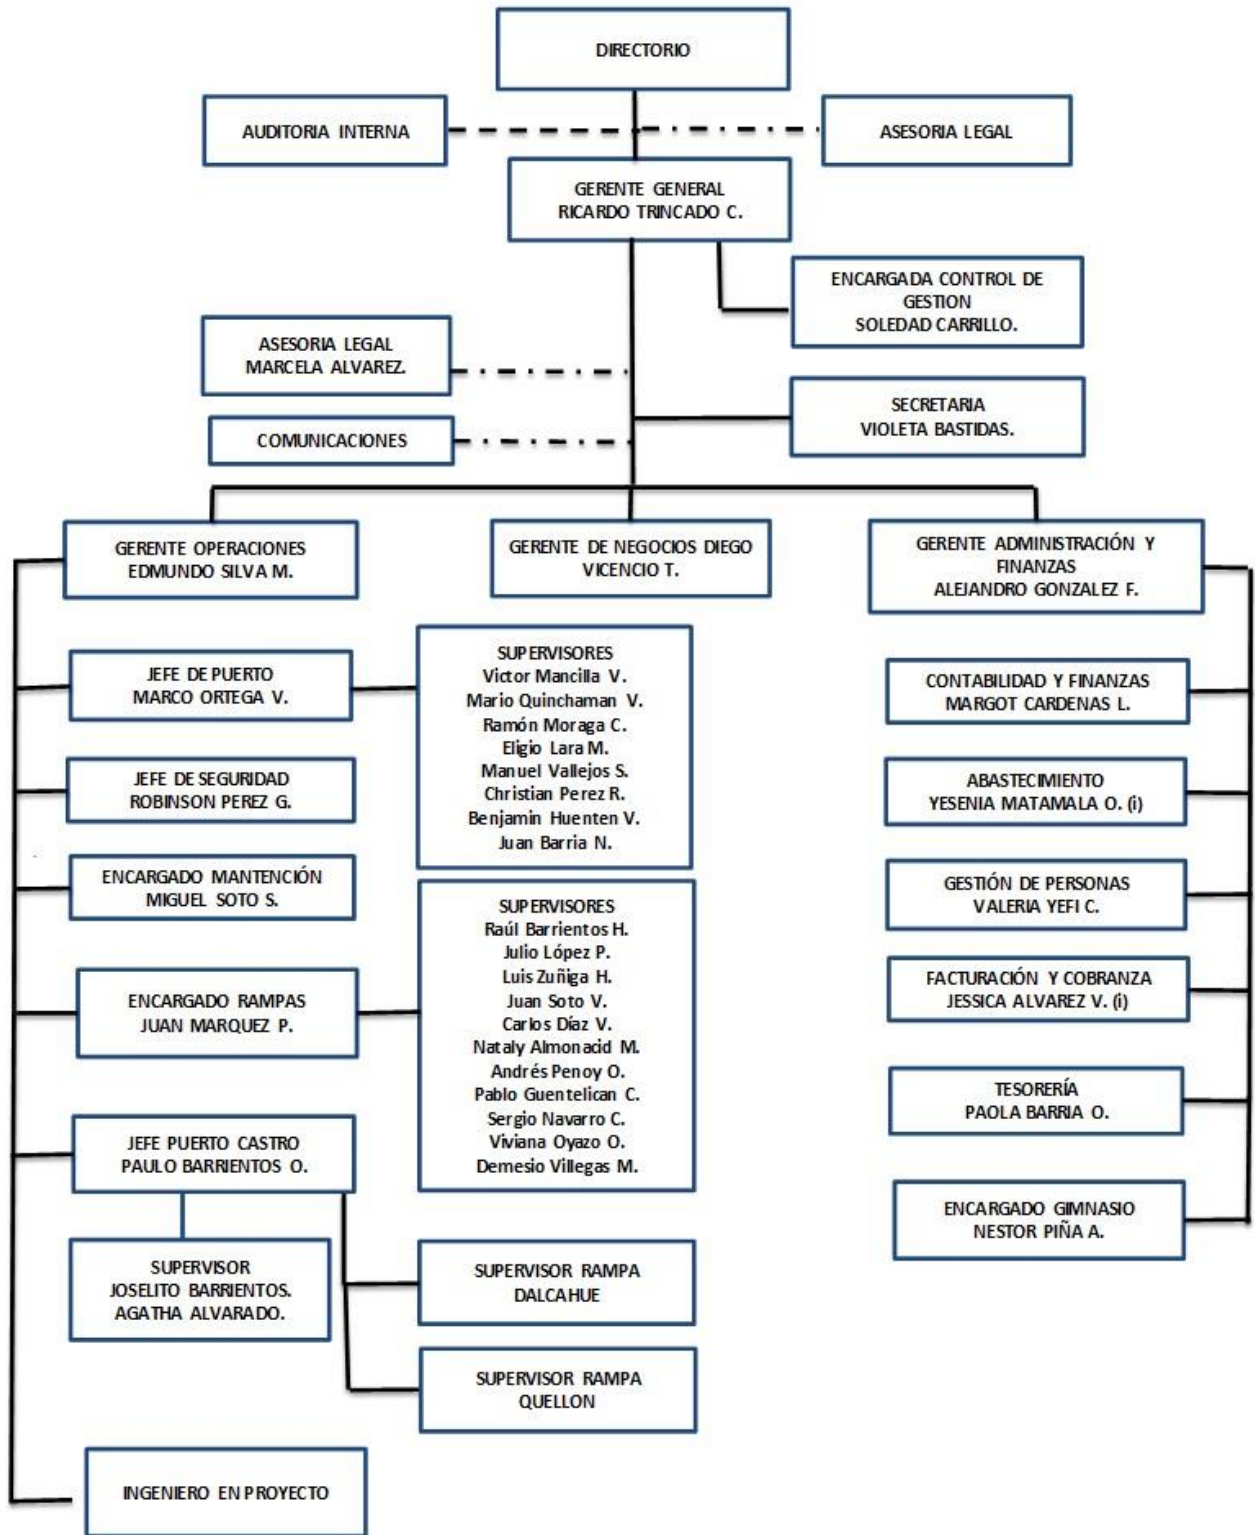 DIRECTORIO
AUDITORIA INTERNA
ASESORIA LEGAL
GERENTE GENERAL
RICARDO TRINCADO C.
ENCARGADA CONTROL DE
GESTION
SOLEDAD CARRILLO.
ASESORIA LEGAL
MARCELA ALVAREZ.
SECRETARIA
VIOLETA BASTIDAS.
COMUNICACIONES
GERENTE OPERACIONES
EDMUNDO SILVA M.
GERENTE DE NEGOCIOS DIEGO
VICENCIO T.
GERENTE ADMINISTRACIÓN Y
FINANZAS
ALEJANDRO GONZALEZ F.
JEFE DE PUERTO
MARCO ORTEGA V.
SUPERVISORES
Victor Mancilla V.
Mario Quinchaman V.
Ramón Moraga C.
Eligio Lara M.
Manuel Vallejos S.
Christian Perez R.
Benjamin Huenten V.
Juan Barria N.
CONTABILIDAD Y FINANZAS
MARGOT CARDENAS L.
JEFE DE SEGURIDAD
ROBINSON PEREZ G.
ABASTECIMIENTO
YESENIA MATAMALA O. (i)
ENCARGADO MANTENCIÓN
MIGUEL SOTO S.
GESTIÓN DE PERSONAS
VALERIA YEFI C.
SUPERVISORES
Raúl Barrientos H.
Julio López P.
Luis Zuñiga H.
Juan Soto V.
Carlos Díaz V.
Nataly Almonacid M.
Andrés Penoy O.
Pablo Guentelican C.
Sergio Navarro C.
Viviana Oyazo O.
Demesio Villegas M.
ENCARGADO RAMPAS
JUAN MARQUEZ P.
FACTURACIÓN Y COBRANZA
JESSICA ALVAREZ V. (i)
TESORERÍA
PAOLA BARRIA O.
JEFE PUERTO CASTRO
PAULO BARRIENTOS O.
ENCARGADO GIMNASIO
NESTOR PIÑA A.
SUPERVISOR
JOSELITO BARRIENTOS.
AGATHA ALVARADO.
SUPERVISOR RAMPA
DALCAHUE
SUPERVISOR RAMPA
QUELLON
INGENIERO EN PROYECTO